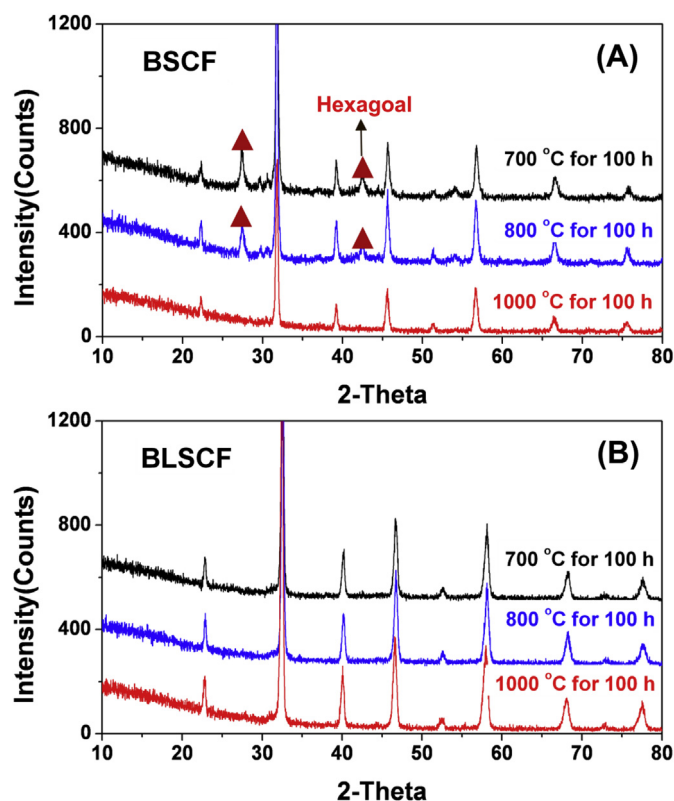 1200
BSCF
(A)
Hexagoal
800
700 °C for 100 h
400
800 °C for 100 h
1000 °C for 100 h
0
Intensity(Counts)
10 20 30 40 50 60 70 80
2-Theta
1200
BLSCF
(B)
800
700 °C for 100 h
400
800 °C for 100 h
1000 °C for 100 h
0
Intensity(Counts)
10 20 30 40 50 60 70 80
2-Theta